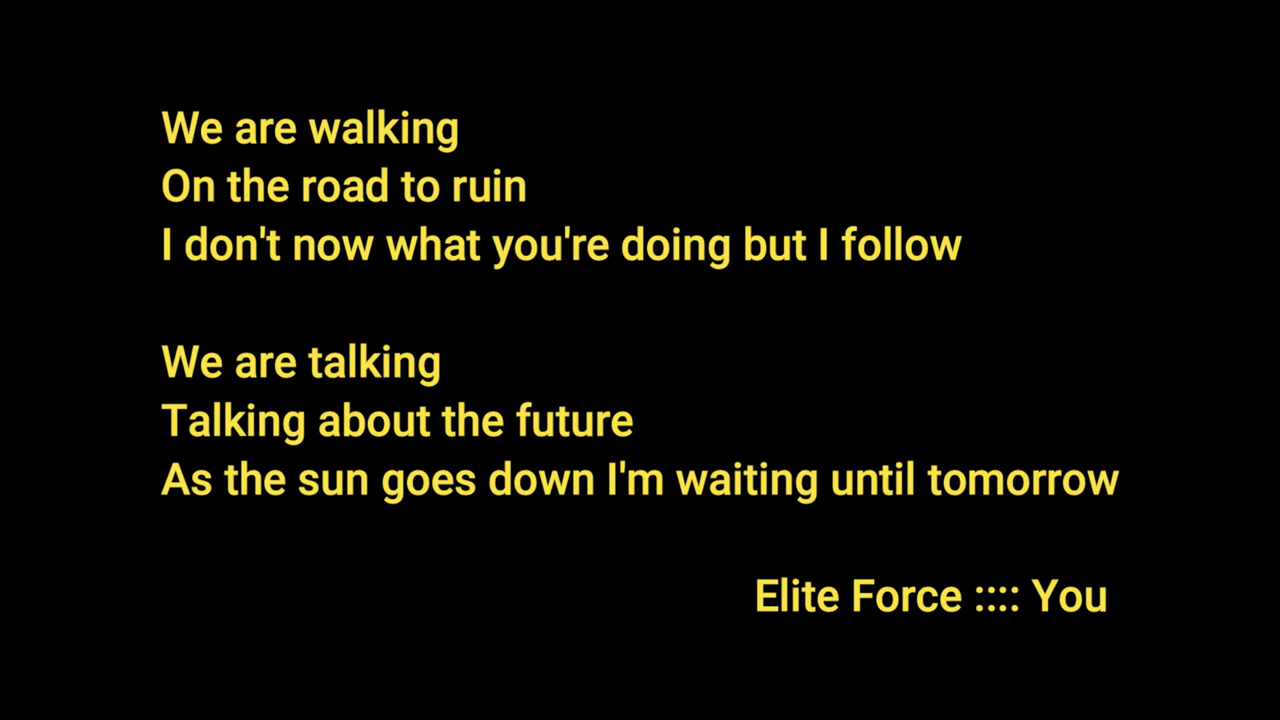 We are walking
On the road to ruin
I don't now what you're doing but I follow
We are talking
Talking about the future
As the sun goes down I'm waiting until tomorrow
Elite Force :::: You